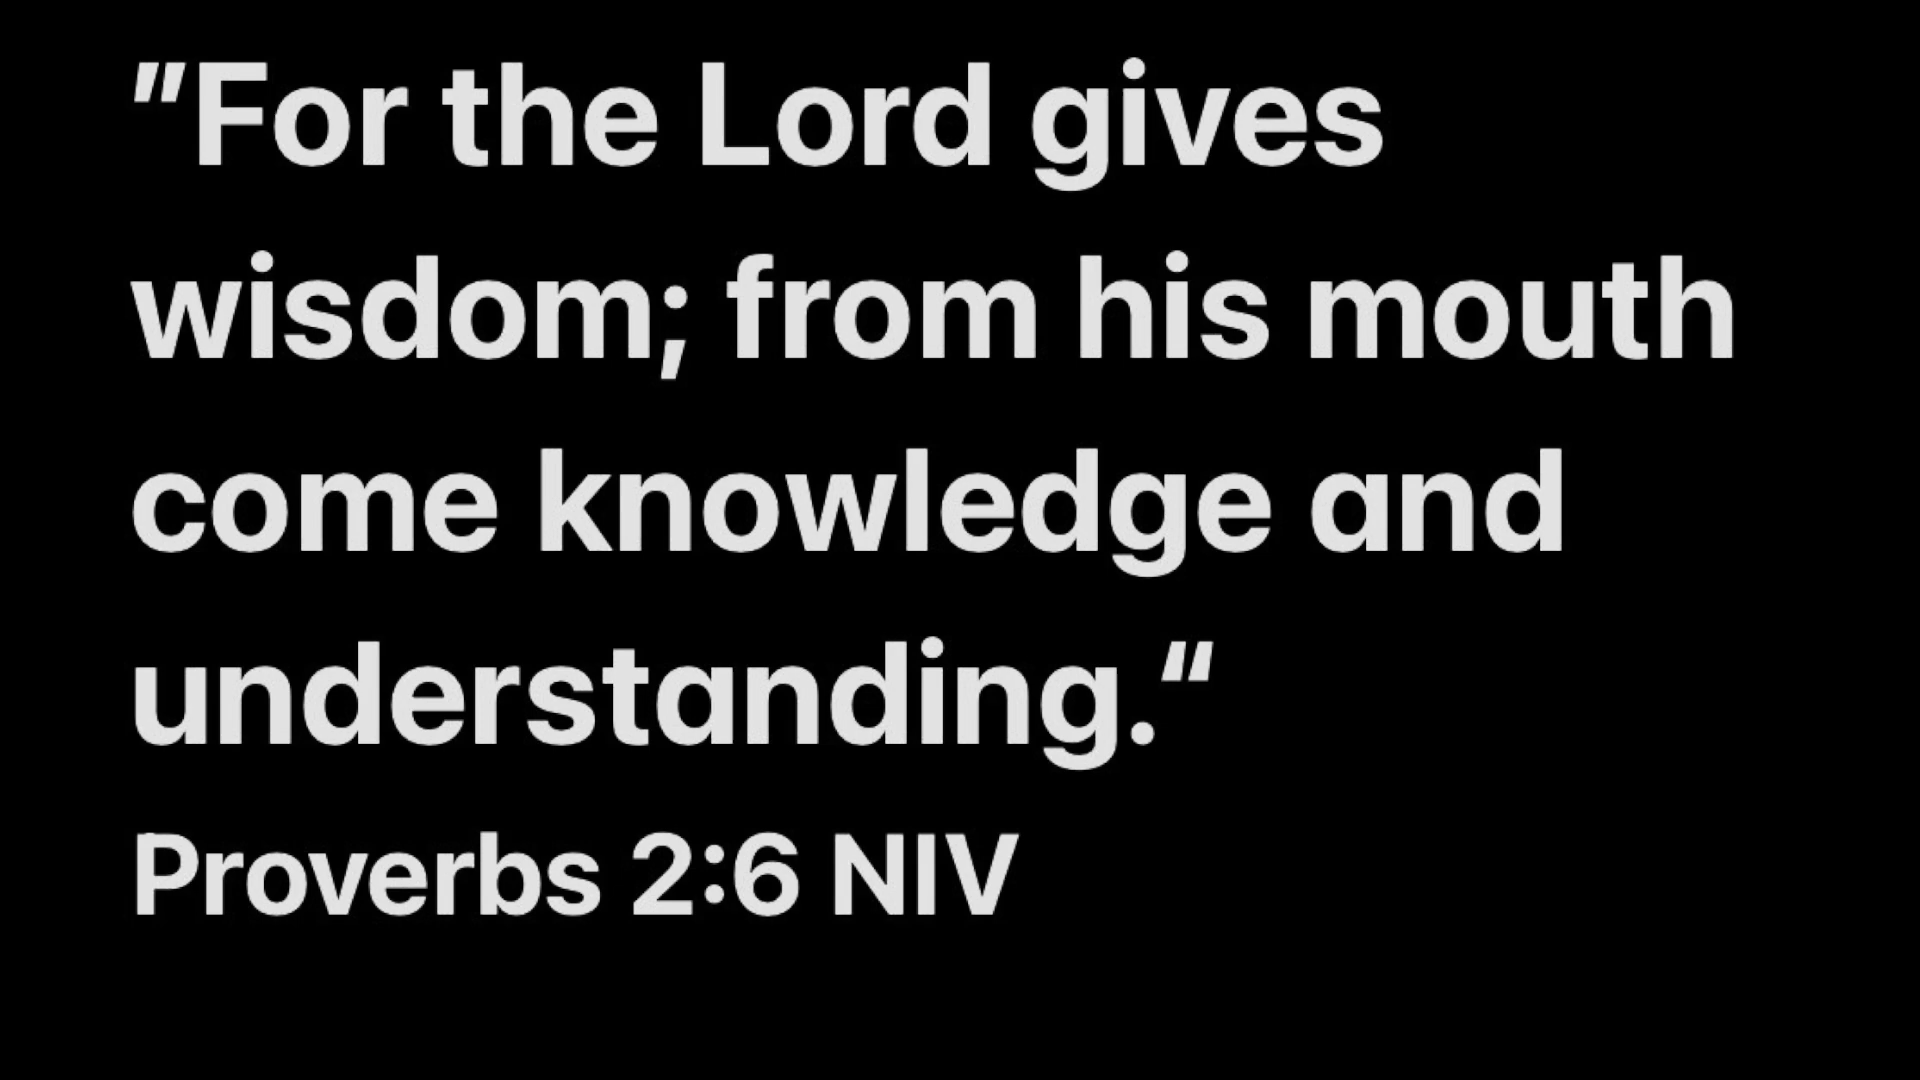 "For the Lord gives
wisdom; from his mouth
come knowledge and
understanding."
Proverbs 2:6 NIV